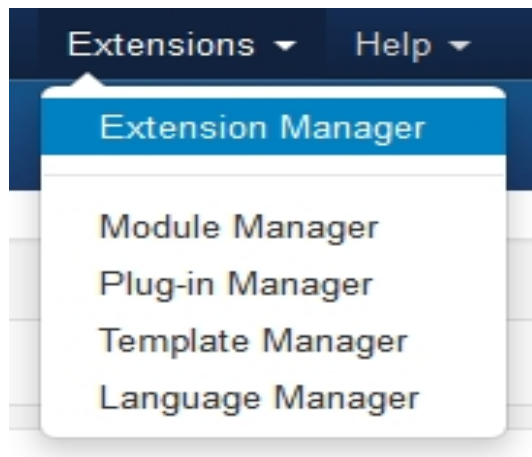 Extensions Help
Extension Manager
Module Manager
Plug-in Manager
Template Manager
Language Manager